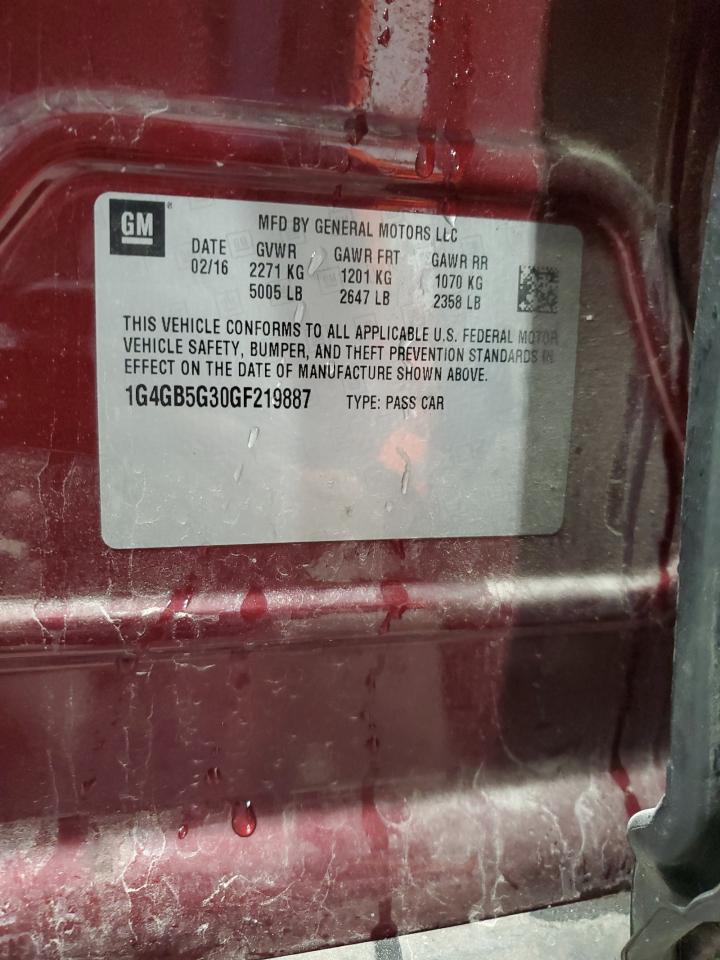 GM
MFD BY GENERAL MOTORS LLC
DATE GVWR GAWR FRT GAWR RR
02/16 2271 KG 1201 KG 1070 KG
5005 LB 2647 LB 2358 LB
THIS VEHICLE CONFORMS TO ALL APPLICABLE U.S. FEDERAL MOTOR
VEHICLE SAFETY, BUMPER, AND THEFT PREVENTION STANDARDS IN
EFFECT ON THE DATE OF MANUFACTURE SHOWN ABOVE.
1G4GB5G30GF219887 TYPE: PASS CAR